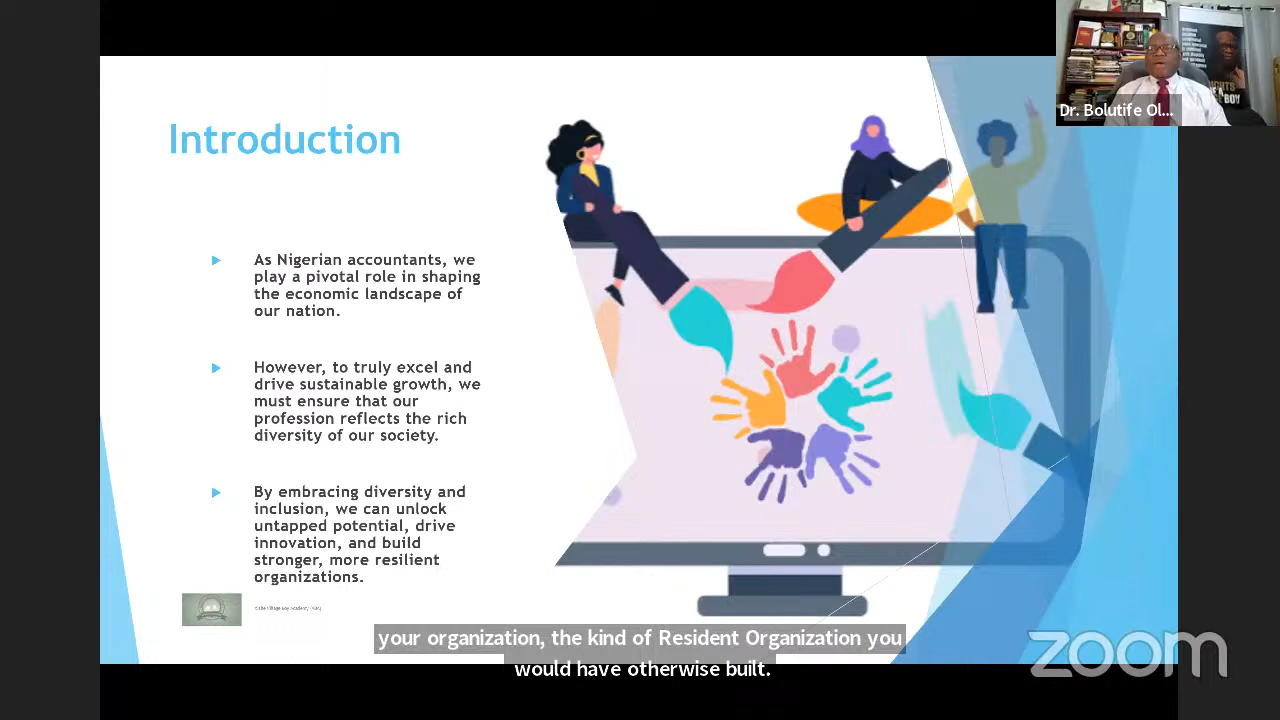 Introduction
As Nigerian accountants, we
play a pivotal role in shaping
the economic landscape of
our nation.
However, to truly excel and
drive sustainable growth, we
must ensure that our
profession reflects the rich
diversity of our society.
By embracing diversity and
inclusion, we can unlock
untapped potential, drive
innovation, and build
stronger, more resilient
organizations.
Dr. Bolutife Ol...
your organization, the kind of Resident Organization you
would have otherwise built.
zoom